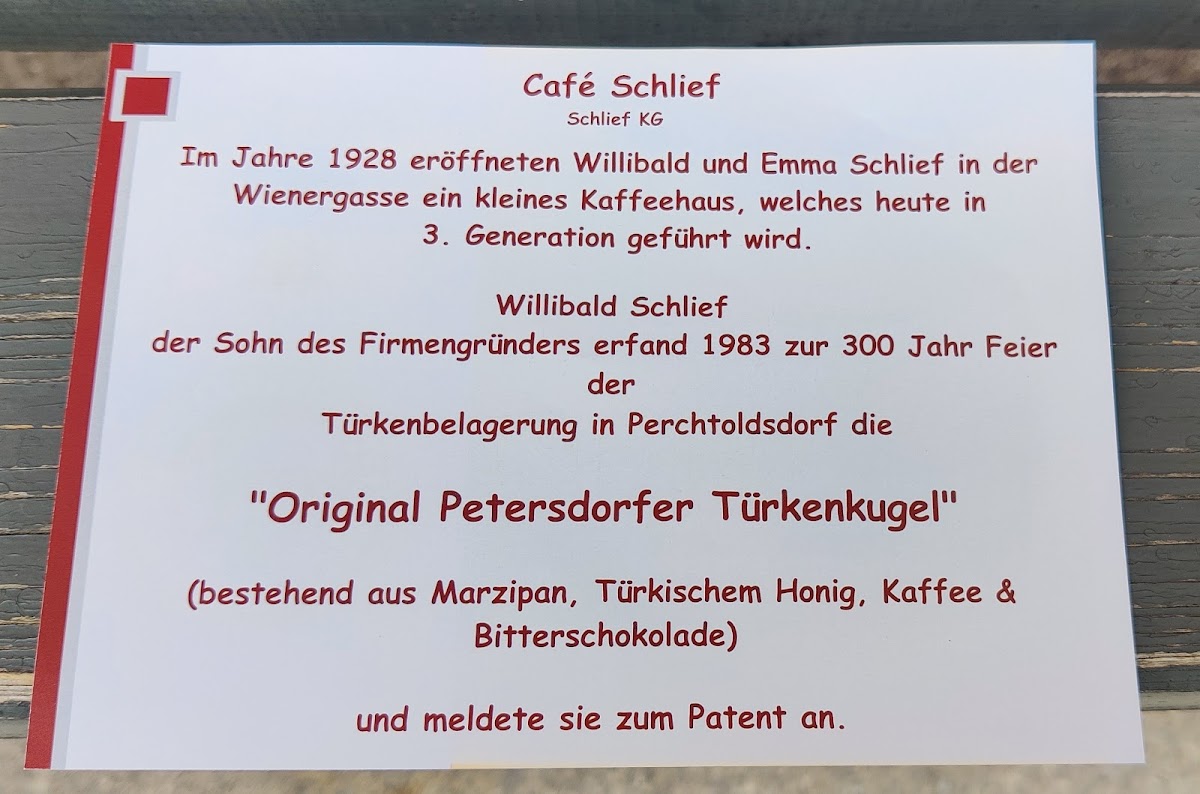 Café Schlief
Schlief KG
Im Jahre 1928 eröffneten Willibald und Emma Schlief in der
Wienergasse ein kleines Kaffeehaus, welches heute in
3. Generation geführt wird.
Willibald Schlief
der Sohn des Firmengründers erfand 1983 zur 300 Jahr Feier
der
Türkenbelagerung in Perchtoldsdorf die
"Original Petersdorfer Türkenkugel"
(bestehend aus Marzipan, Türkischem Honig, Kaffee &
Bitterschokolade)
und meldete sie zum Patent an.